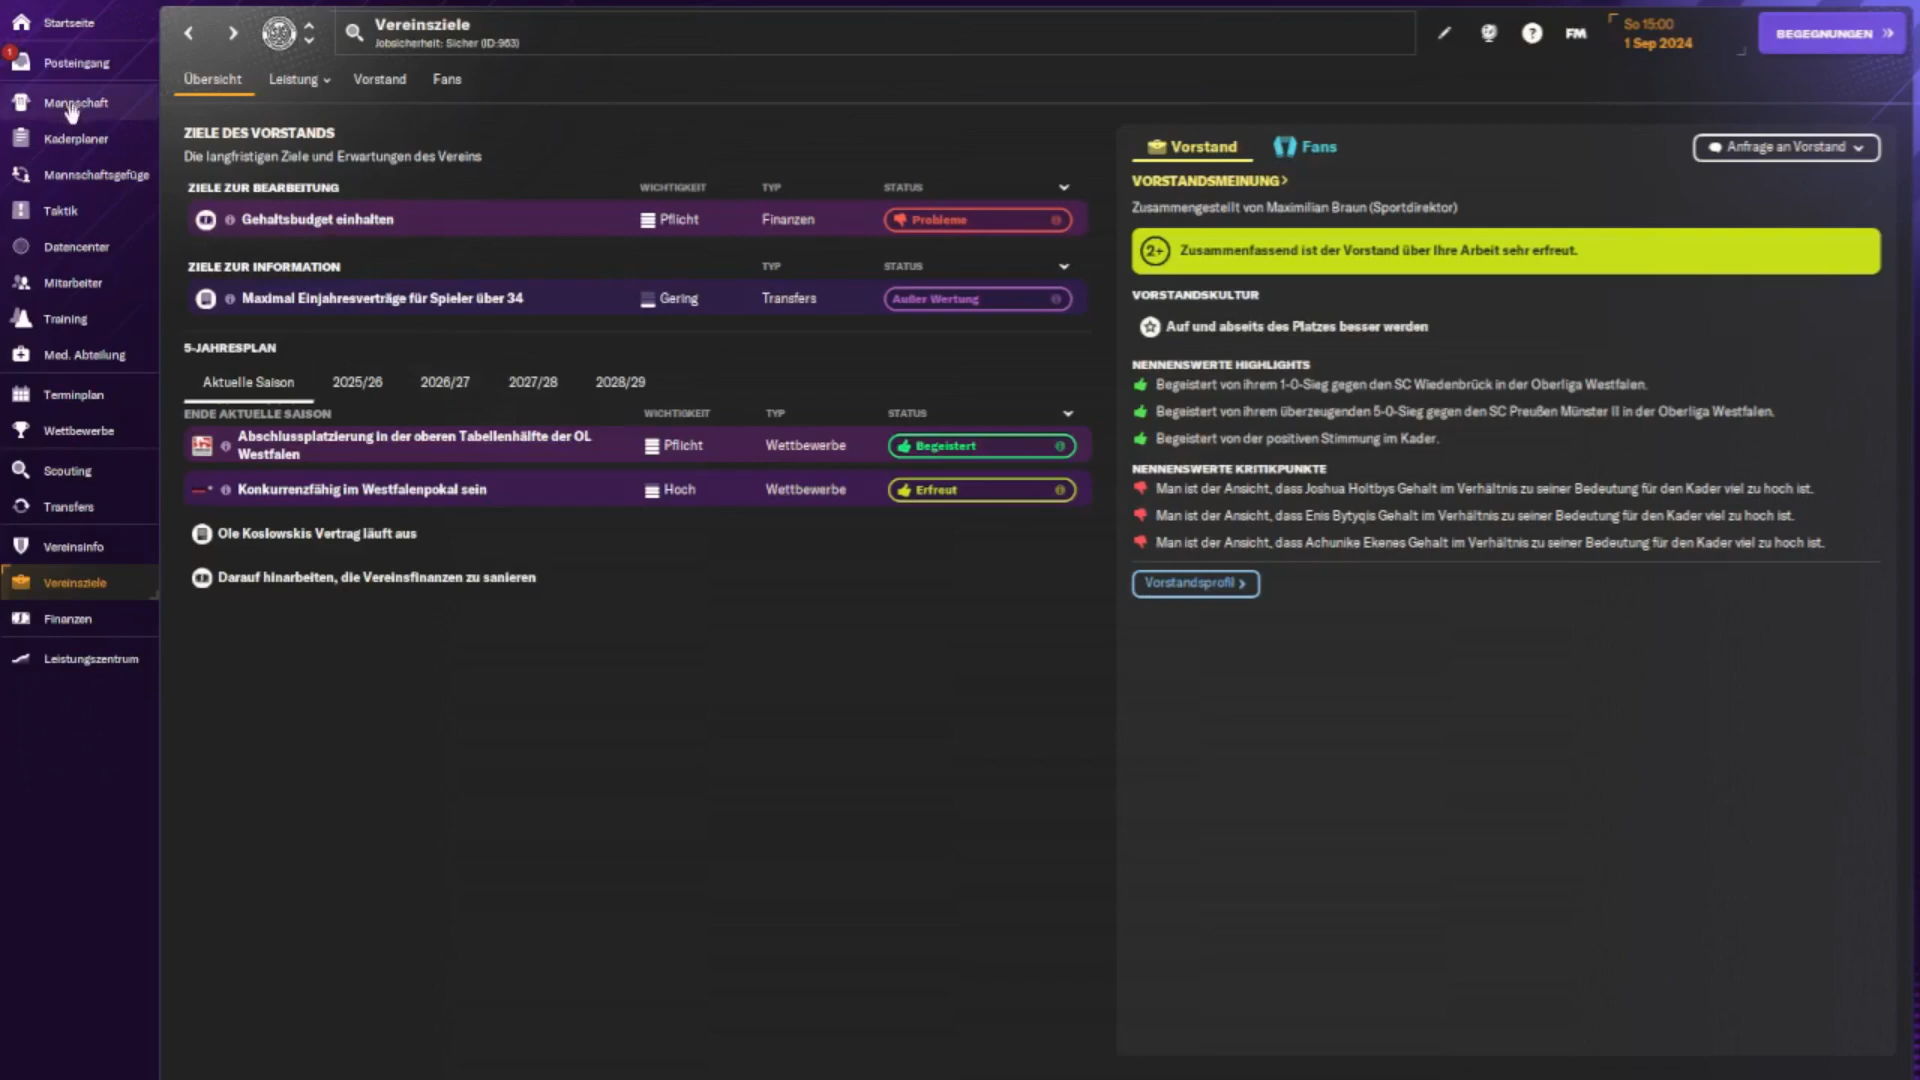 Startseite
1
Posteingang
Mannschaft
Kaderplaner
Mannschaftsgefüge
Taktik
Datencenter
Mitarbeiter
Training
Med. Abteilung
Terminplan
Wettbewerbe
Scouting
Transfers
Vereinsinfo
Vereinsziele
Finanzen
Leistungszentrum
Vereinsziele
Jobsicherheit: Sicher (ID:963)
?
FM
So 15:00
1 Sep 2024
BEGEGNUNGEN
Übersicht
Leistung
Vorstand
Fans
ZIELE DES VORSTANDS
Die langfristigen Ziele und Erwartungen des Vereins
ZIELE ZUR BEARBEITUNG WICHTIGKEIT TYP STATUS
Gehaltsbudget einhalten Pflicht Finanzen Probleme
ZIELE ZUR INFORMATION TYP STATUS
Maximal Einjahresverträge für Spieler über 34 Gering Transfers Außer Wertung
5-JAHRESPLAN
Aktuelle Saison 2025/26 2026/27 2027/28 2028/29
ENDE AKTUELLE SAISON WICHTIGKEIT TYP STATUS
Abschlussplatzierung in der oberen Tabellenhälfte der OL
Westfalen Pflicht Wettbewerbe Begeistert
Konkurrenzfähig im Westfalenpokal sein Hoch Wettbewerbe Erfreut
Ole Koslowskis Vertrag läuft aus
Darauf hinarbeiten, die Vereinsfinanzen zu sanieren
Vorstand
Fans
Anfrage an Vorstand
VORSTANDSMEINUNG>
Zusammengestellt von Maximilian Braun (Sportdirektor)
2+ Zusammenfassend ist der Vorstand über Ihre Arbeit sehr erfreut.
VORSTANDSKULTUR
Auf und abseits des Platzes besser werden
NENNENSWERTE HIGHLIGHTS
Begeistert von ihrem 1-0-Sieg gegen den SC Wiedenbrück in der Oberliga Westfalen.
Begeistert von ihrem überzeugenden 5-0-Sieg gegen den SC Preußen Münster II in der Oberliga Westfalen.
Begeistert von der positiven Stimmung im Kader.
NENNENSWERTE KRITIKPUNKTE
Man ist der Ansicht, dass Joshua Holtbys Gehalt im Verhältnis zu seiner Bedeutung für den Kader viel zu hoch ist.
Man ist der Ansicht, dass Enis Bytyqis Gehalt im Verhältnis zu seiner Bedeutung für den Kader viel zu hoch ist.
Man ist der Ansicht, dass Achunike Ekenes Gehalt im Verhältnis zu seiner Bedeutung für den Kader viel zu hoch ist.
Vorstandsprofil >